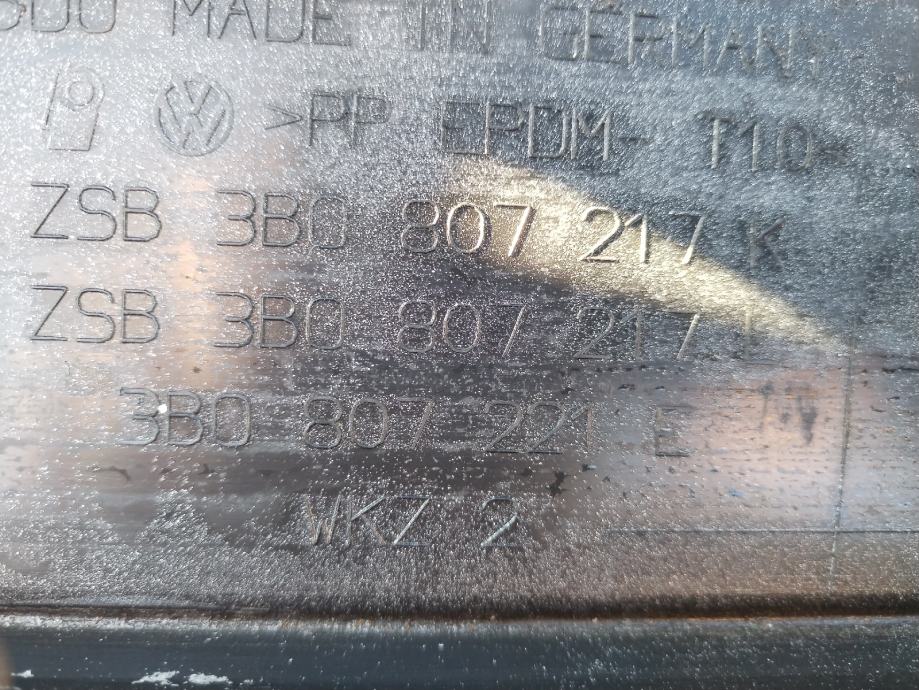 MADE IN GERMANY
>PP EPDM- T10<
ZSB 3B0 807 217 K
ZSB 3B0 807 217 L
3B0 807 221 E
WKZ 2